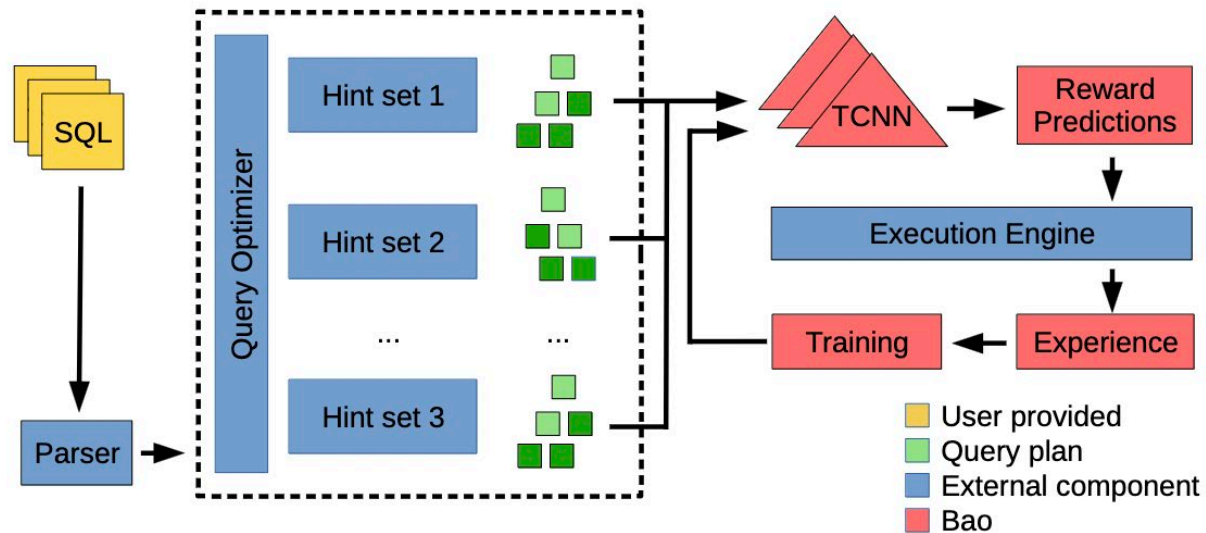 SQL
Parser
Query Optimizer
Hint set 1
Hint set 2
...
...
Hint set 3
TCNN
Reward
Predictions
Execution Engine
Training
Experience
User provided
Query plan
External component
Bao